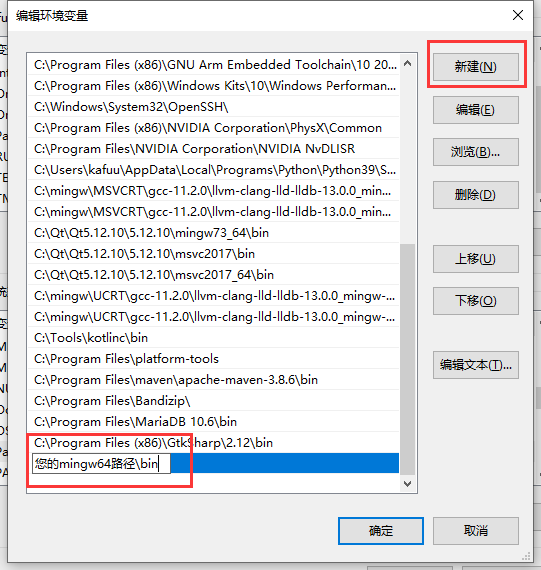 编辑环境变量
C:\Program Files (x86)\GNU Arm Embedded Toolchain\10 20...
C:\Program Files (x86)\Windows Kits\10\Windows Performan...
C:\Windows\System32\OpenSSH\
C:\Program Files (x86)\NVIDIA Corporation\PhysX\Common
C:\Program Files\NVIDIA Corporation\NVIDIA NvDLISR
C:\Users\kafuu\AppData\Local\Programs\Python\Python39\S...
C:\mingw\MSVCRT\gcc-11.2.0\llvm-clang-lld-lldb-13.0.0_min...
C:\mingw\MSVCRT\gcc-11.2.0\llvm-clang-lld-lldb-13.0.0_min...
C:\Qt\Qt5.12.10\5.12.10\mingw73_64\bin
C:\Qt\Qt5.12.10\5.12.10\msvc2017\bin
C:\Qt\Qt5.12.10\5.12.10\msvc2017_64\bin
C:\mingw\UCRT\gcc-11.2.0\llvm-clang-lld-lldb-13.0.0_mingw-...
C:\mingw\UCRT\gcc-11.2.0\llvm-clang-lld-lldb-13.0.0_mingw-...
C:\Tools\kotlinc\bin
C:\Program Files\platform-tools
C:\Program Files\maven\apache-maven-3.8.6\bin
C:\Program Files\Bandizip\
C:\Program Files\MariaDB 10.6\bin
C:\Program Files (x86)\GtkSharp\2.12\bin
您的mingw64路径\bin
新建(N)
编辑(E)
浏览(B)...
删除(D)
上移(U)
下移(O)
编辑文本(T)...
确定
取消